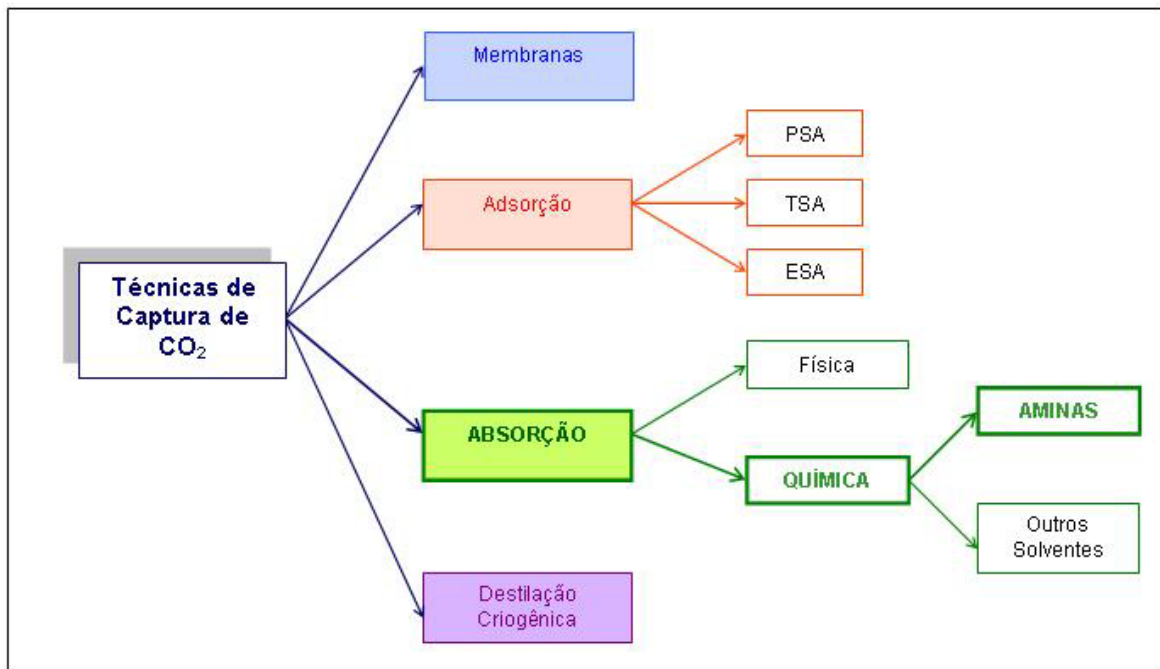 Membranas
PSA
Adsorção
TSA
ESA
Técnicas de
Captura de
CO₂
Física
ABSORÇÃO
AMINAS
QUÍMICA
Outros
Solventes
Destilação
Criogênica